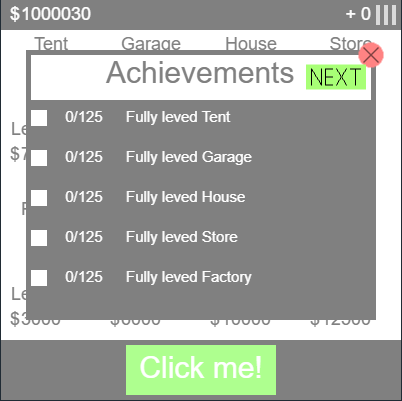 $1000030 + 0
Tent Garage House Store
Achievements NEXT
0/125 Fully leved Tent
Le
$7
0/125 Fully leved Garage
0/125 Fully leved House
0/125 Fully leved Store
0/125 Fully leved Factory
Le
$3000 $6000 $10000 $12500
Click me!